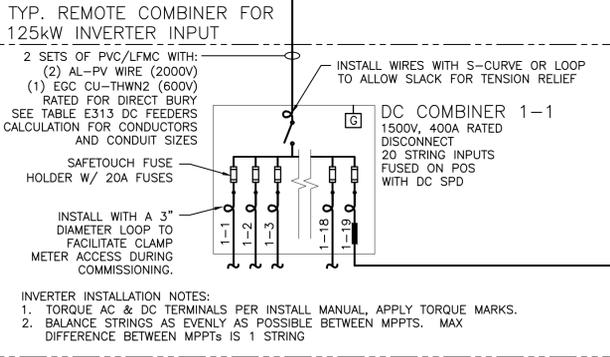 TYP. REMOTE COMBINER FOR
125kW INVERTER INPUT
2 SETS OF PVC/LFMC WITH:
(2) AL-PV WIRE (2000V)
(1) EGC CU-THWN2 (600V)
RATED FOR DIRECT BURY
SEE TABLE E313 DC FEEDERS
CALCULATION FOR CONDUCTORS
AND CONDUIT SIZES
INSTALL WIRES WITH S-CURVE OR LOOP
TO ALLOW SLACK FOR TENSION RELIEF
G
DC COMBINER 1-1
1500V, 400A RATED
DISCONNECT
20 STRING INPUTS
FUSED ON POS
WITH DC SPD
SAFETOUCH FUSE
HOLDER W/ 20A FUSES
INSTALL WITH A 3"
DIAMETER LOOP TO
FACILITATE CLAMP
METER ACCESS DURING
COMMISSIONING.
1-1
1-2
1-3
1-18
1-19
INVERTER INSTALLATION NOTES:
1. TORQUE AC & DC TERMINALS PER INSTALL MANUAL, APPLY TORQUE MARKS.
2. BALANCE STRINGS AS EVENLY AS POSSIBLE BETWEEN MPPTS. MAX
DIFFERENCE BETWEEN MPPTs IS 1 STRING